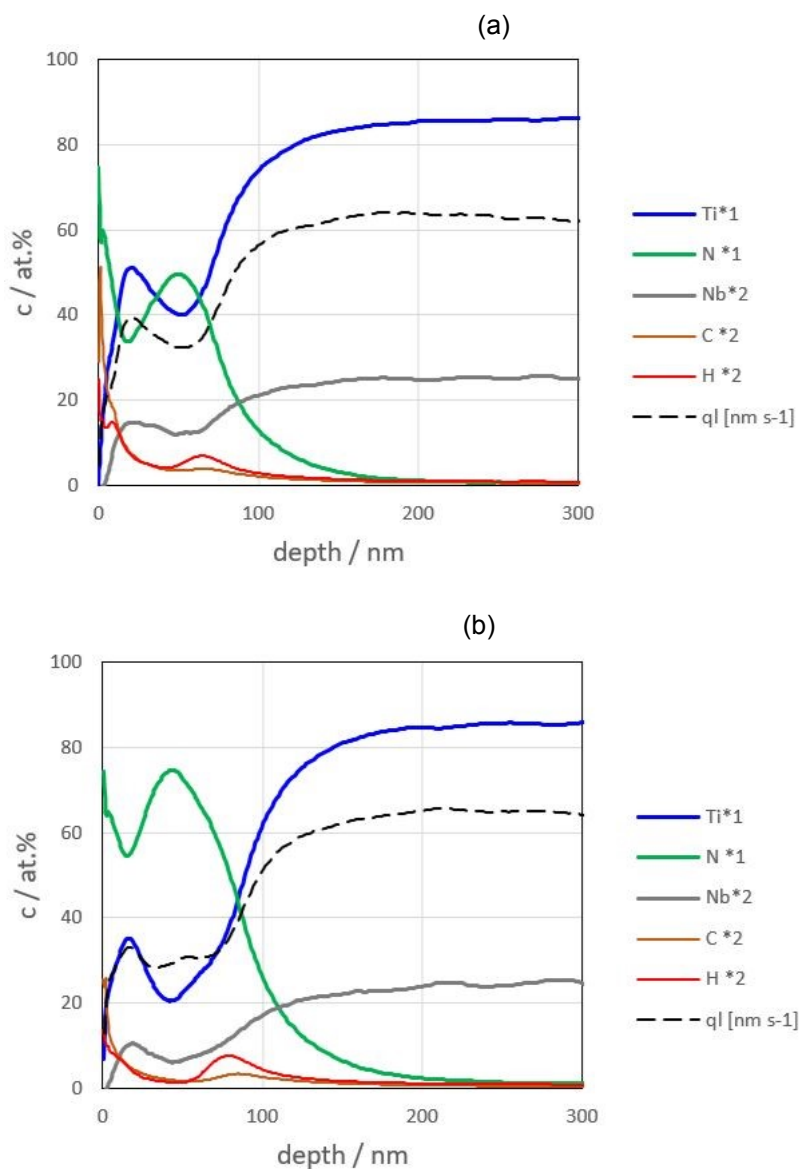 (a)
100
80
60
40
20
0
c / at.%
0 100 200 300
depth / nm
Ti*1
N *1
Nb*2
C *2
H *2
ql [nm s-1]
(b)
100
80
60
40
20
0
c / at.%
0 100 200 300
depth / nm
Ti*1
N *1
Nb*2
C *2
H *2
ql [nm s-1]